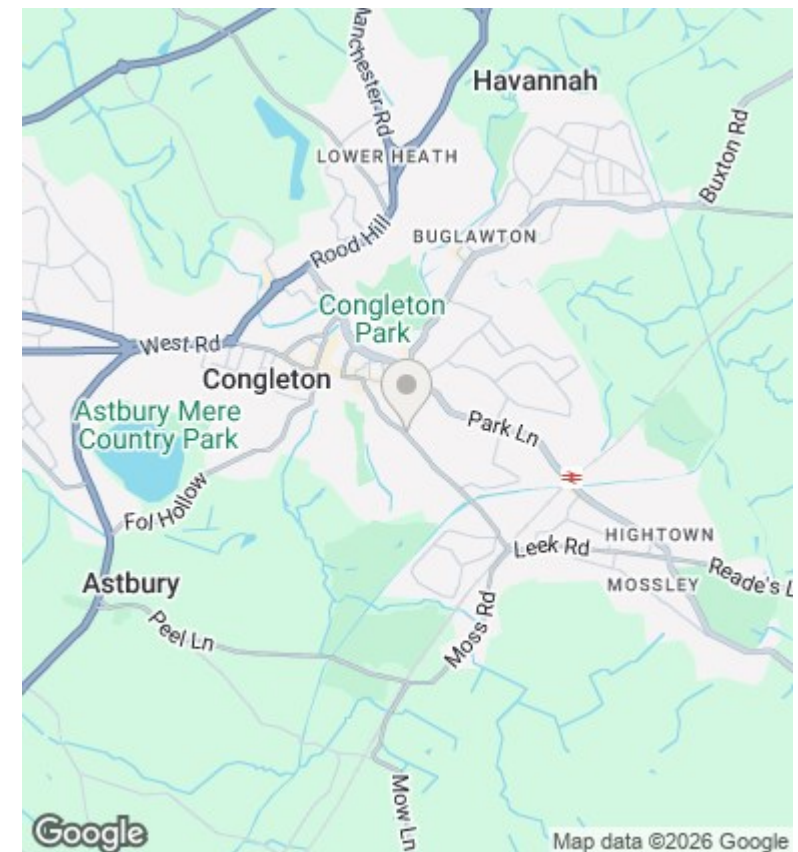 Manchester Rd
Havannah
LOWER HEATH
Buxton Rd
Rood Hill
BUGLAWTON
Congleton
Park
West Rd
Congleton
Astbury Mere
Country Park
Park Ln
Fol Hollow
HIGHTOWN
Leek Rd
Astbury
MOSSLEY
Reade's L
Peel Ln
Moss Rd
Mow Ln
Google
Map data ©2026 Google